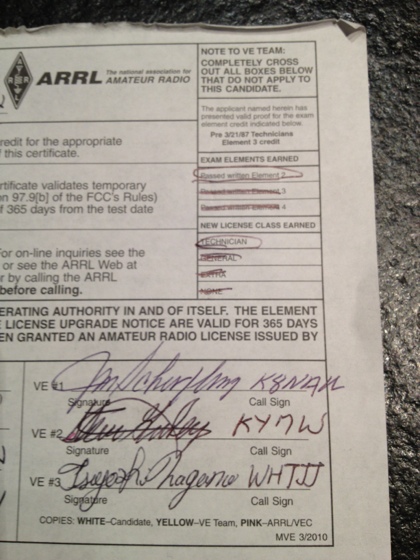 ARRL The national association for AMATEUR RADIO
NOTE TO VE TEAM:
COMPLETELY CROSS
OUT ALL BOXES BELOW
THAT DO NOT APPLY TO
THIS CANDIDATE.
The applicant named herein has
presented valid proof for the exam
element credit indicated below.
Pre 3/21/87 Technicians
Element 3 credit
EXAM ELEMENTS EARNED
Passed written Element 2
Passed written Element 3
Passed written Element 4
NEW LICENSE CLASS EARNED
TECHNICIAN
GENERAL
EXTRA
NONE
redit for the appropriate
f this certificate.
rtificate validates temporary
on 97.9[b] of the FCC's Rules)
f 365 days from the test date
For on-line inquiries see the
or see the ARRL Web at
r by calling the ARRL
before calling.
ERATING AUTHORITY IN AND OF ITSELF. THE ELEMENT
E LICENSE UPGRADE NOTICE ARE VALID FOR 365 DAYS
EN GRANTED AN AMATEUR RADIO LICENSE ISSUED BY
VE #1 K8NAN
Signature Call Sign
VE #2 KY7W
Signature Call Sign
VE #3 WH7JJ
Signature Call Sign
COPIES: WHITE–Candidate, YELLOW–VE Team, PINK–ARRL/VEC
MVE 3/2010